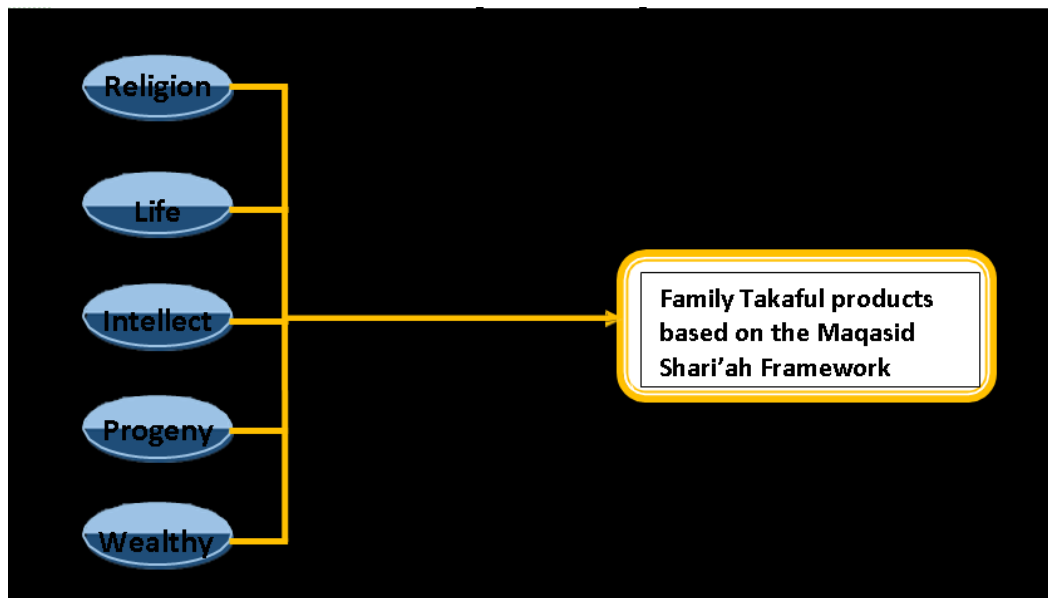 Religion
Life
Intellect
Progeny
Wealthy
Family Takaful products
based on the Maqasid
Shari’ah Framework